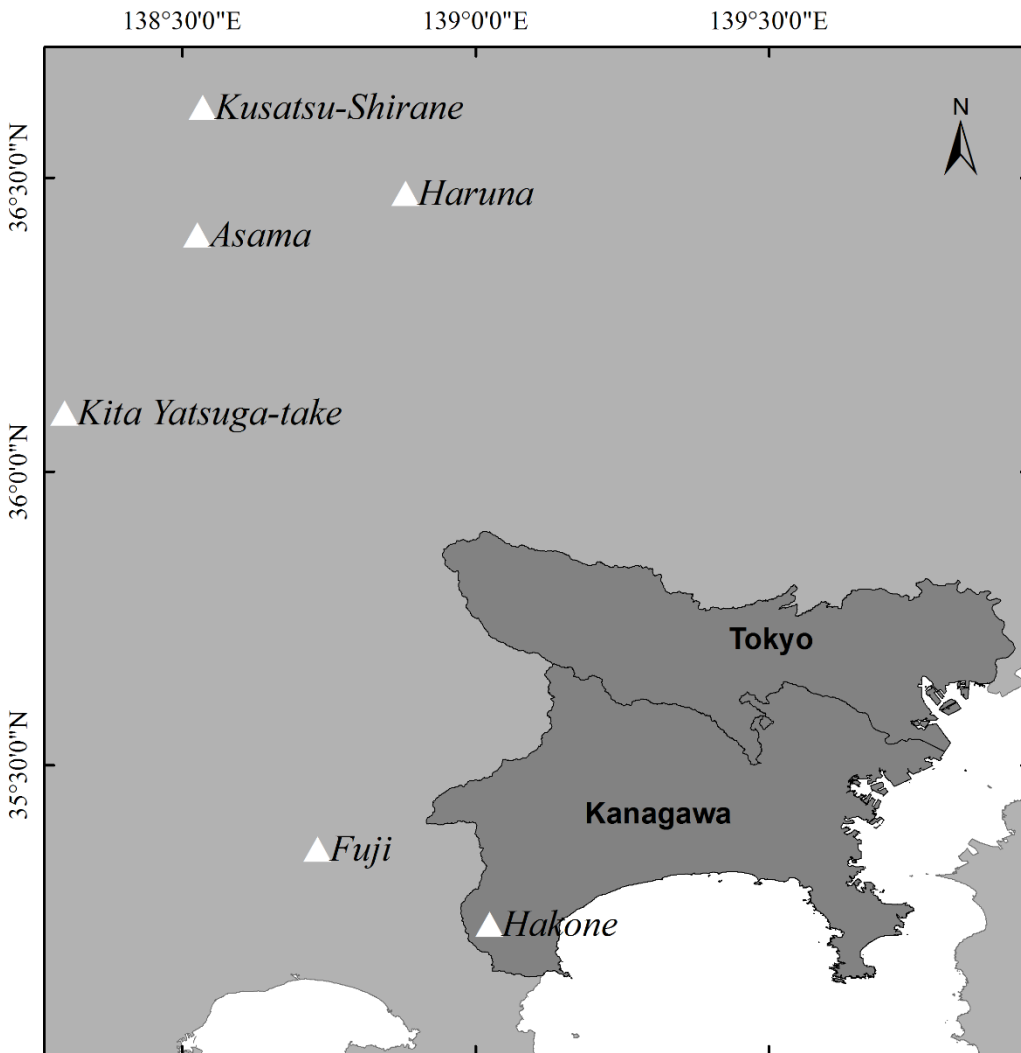 138°30'0"E
139°0'0"E
139°30'0"E
N
Kusatsu-Shirane
36°30'0"N
Haruna
Asama
Kita Yatsuga-take
36°0'0"N
Tokyo
35°30'0"N
Kanagawa
Fuji
Hakone